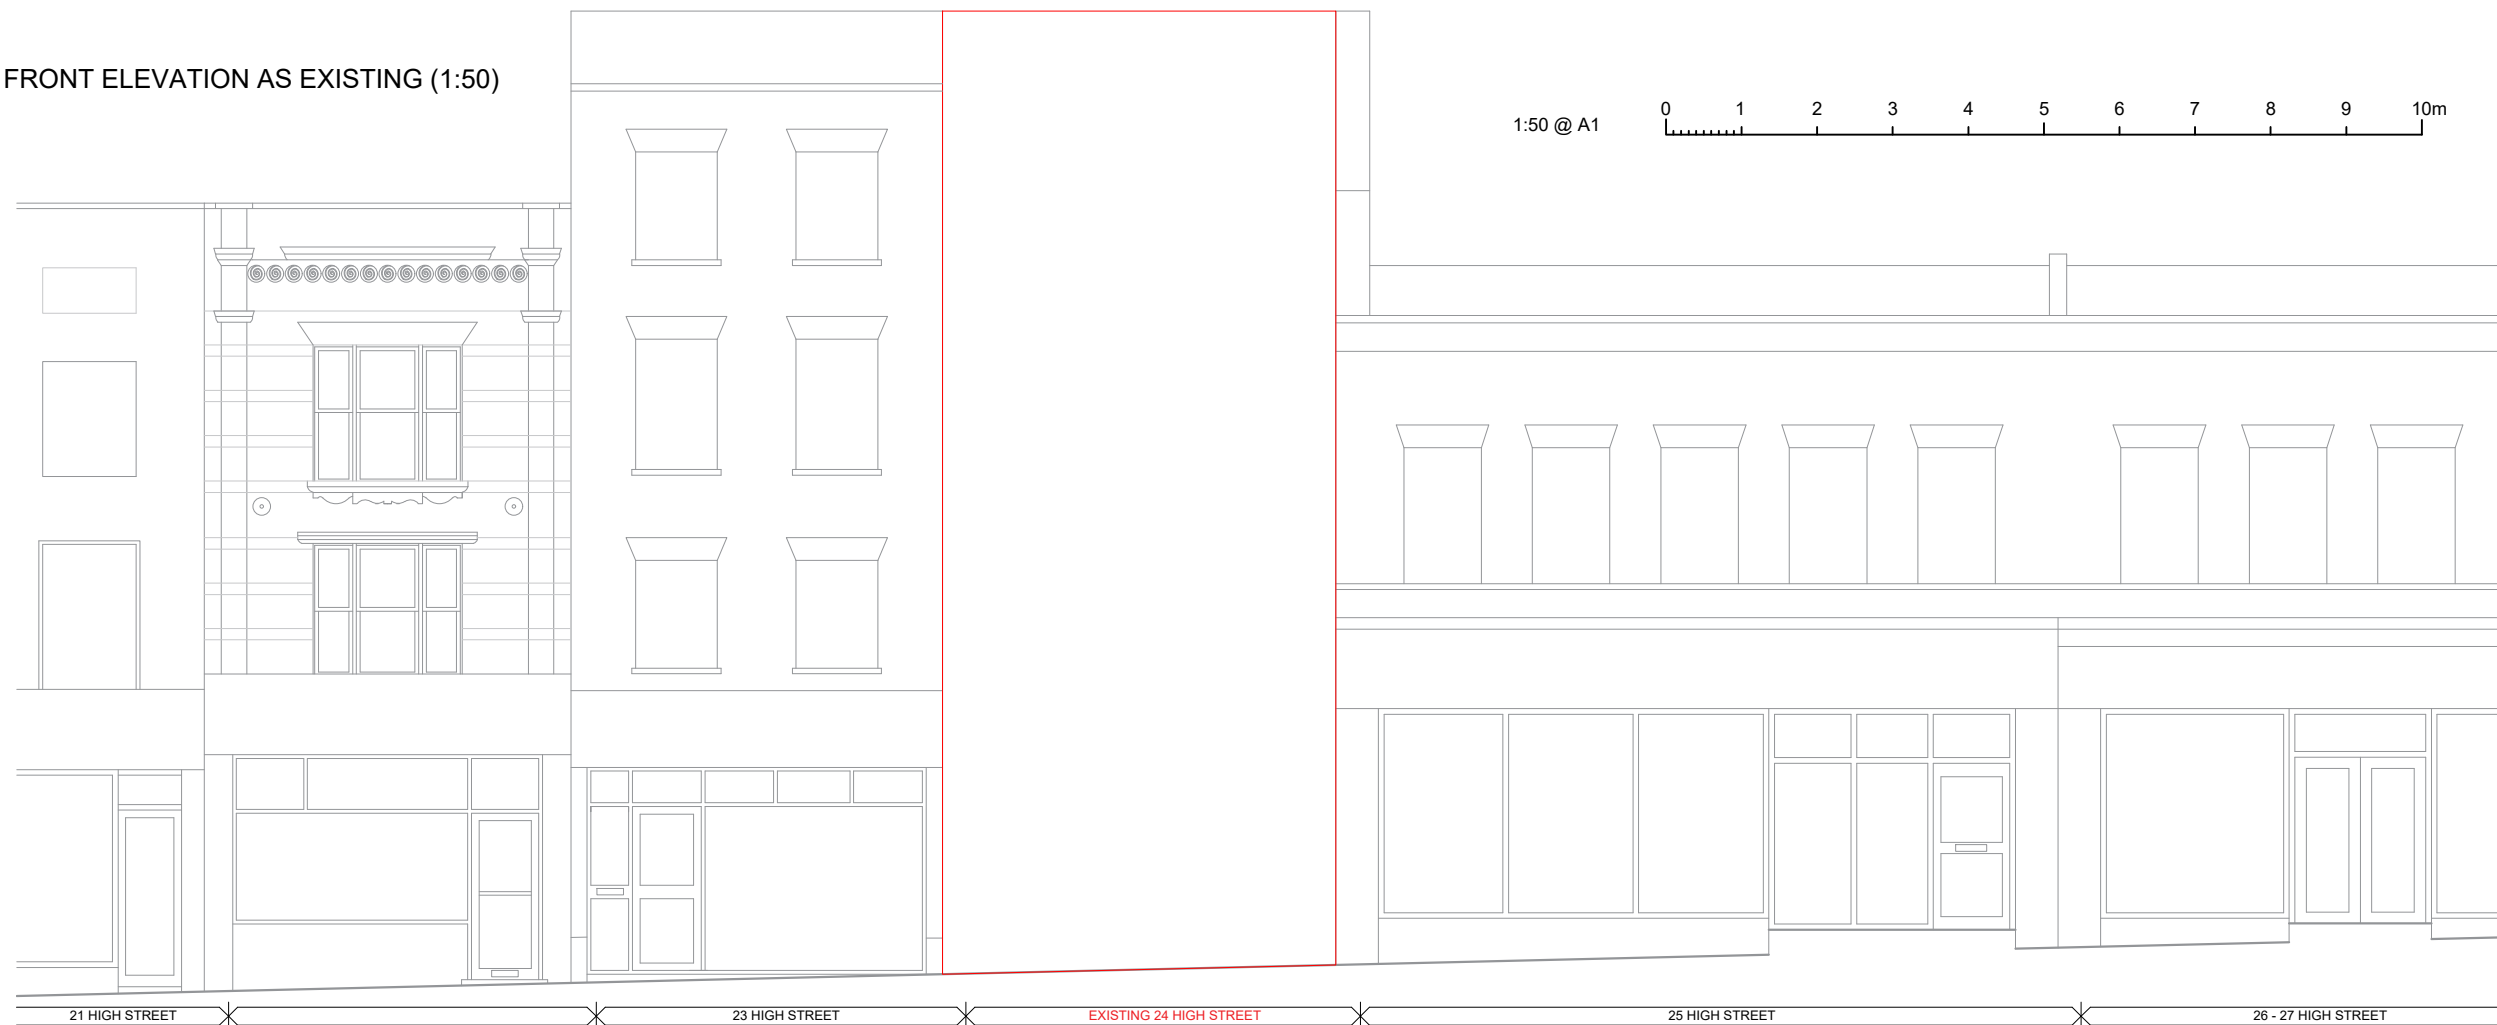 FRONT ELEVATION AS EXISTING (1:50)
1:50 @ A1
0 1 2 3 4 5 6 7 8 9 10m
21 HIGH STREET
23 HIGH STREET
EXISTING 24 HIGH STREET
25 HIGH STREET
26 - 27 HIGH STREET